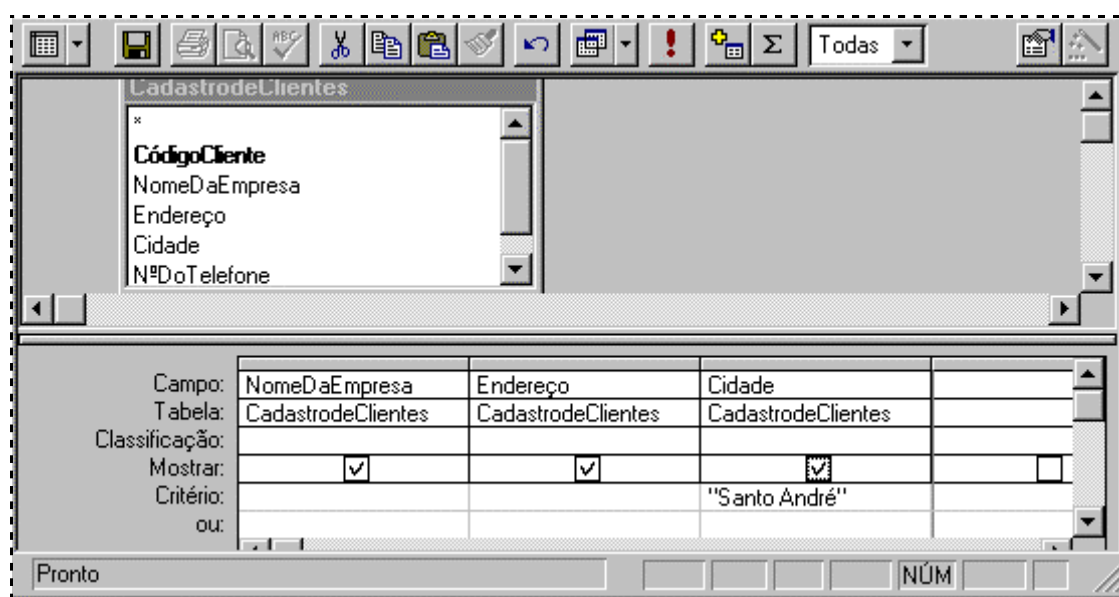 ABC
Σ
Todas
CadastrodeClientes
*
CódigoCliente
NomeDaEmpresa
Endereço
Cidade
NºDoTelefone
Campo: NomeDaEmpresa Endereço Cidade
Tabela: CadastrodeClientes CadastrodeClientes CadastrodeClientes
Classificação:
Mostrar:
Critério: "Santo André"
ou:
Pronto NÚM